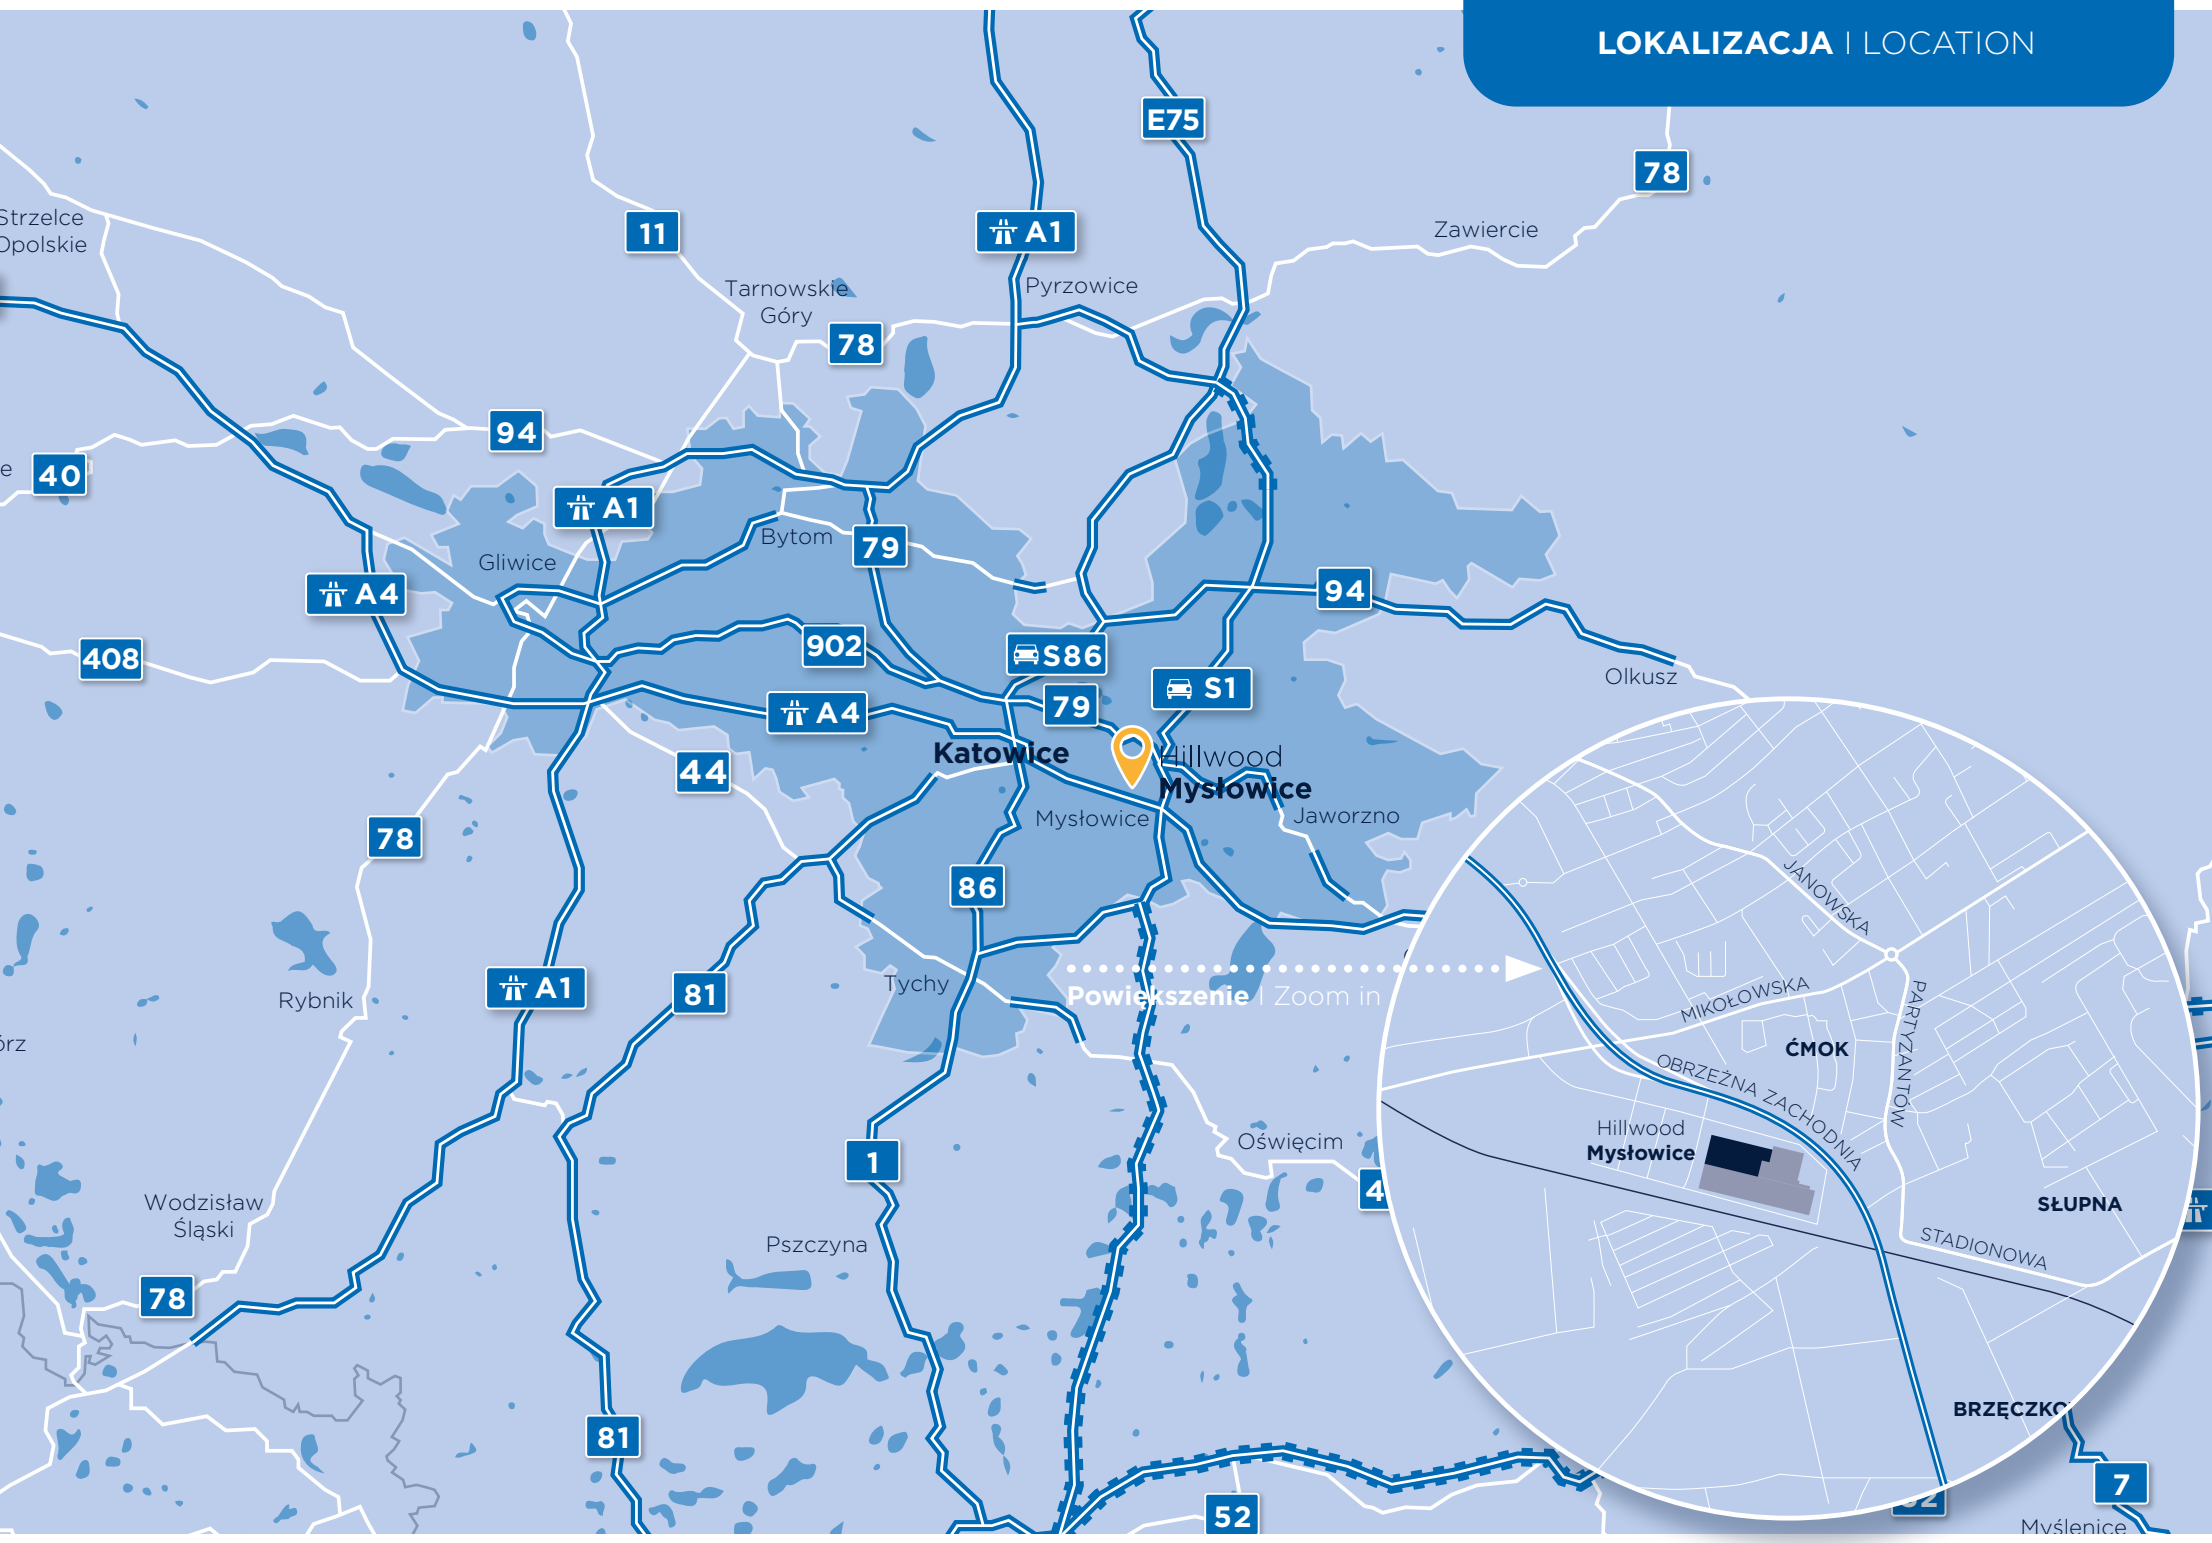 LOKALIZACJA I LOCATION
E75
78
Strzelce
Opolskie
11
A1
Zawiercie
Tarnowskie
Góry
Pyrzowice
78
94
40
A1
Bytom
79
Gliwice
A4
94
408
902
S86
Olkusz
S1
79
A4
Katowice
Hillwood
Mysłowice
44
Mysłowice
Jaworzno
78
86
JANOWSKA
Tychy
Powiększenie I Zoom in
Rybnik
A1
81
MIKOŁOWSKA
PARTYZANTÓW
ĆMOK
OBRZEŻNA ZACHODNIA
Hillwood
Mysłowice
Oświęcim
1
SŁUPNA
STADIONOWA
Wodzisław
Śląski
Pszczyna
78
BRZĘCZKO
81
7
52
Myślenice